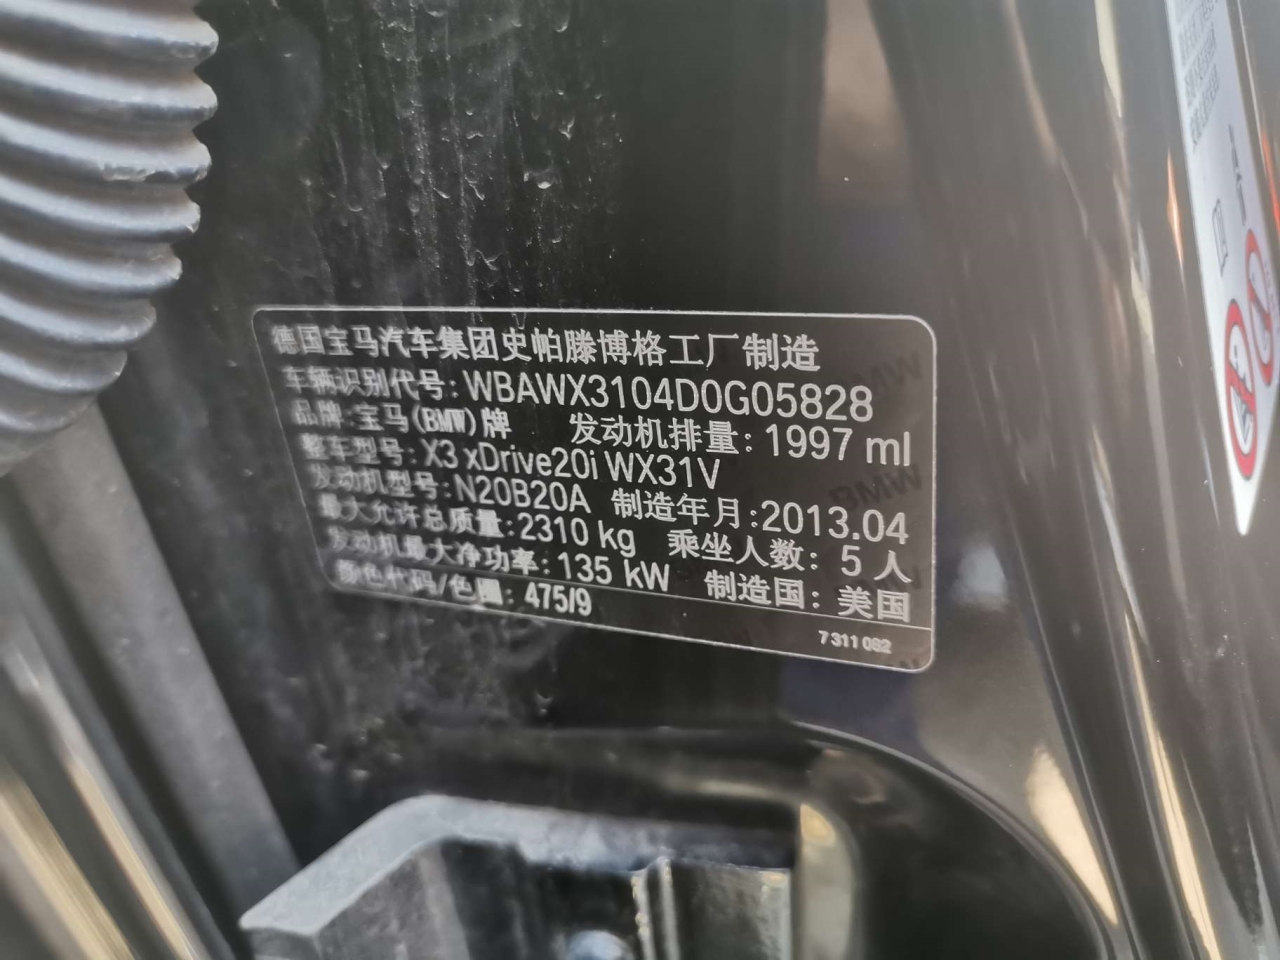 德国宝马汽车集团史帕滕博格工厂制造
车辆识别代号: WBAWX3104D0G05828
品牌: 宝马(BMW)牌 发动机排量: 1997 ml
整车型号: X3 xDrive20i WX31V
发动机型号: N20B20A 制造年月: 2013.04
最大允许总质量: 2310 kg 乘坐人数: 5 人
发动机最大净功率: 135 kW 制造国: 美国
颜色代码/色圈: 475/9
7 311 082
BMW
BMW